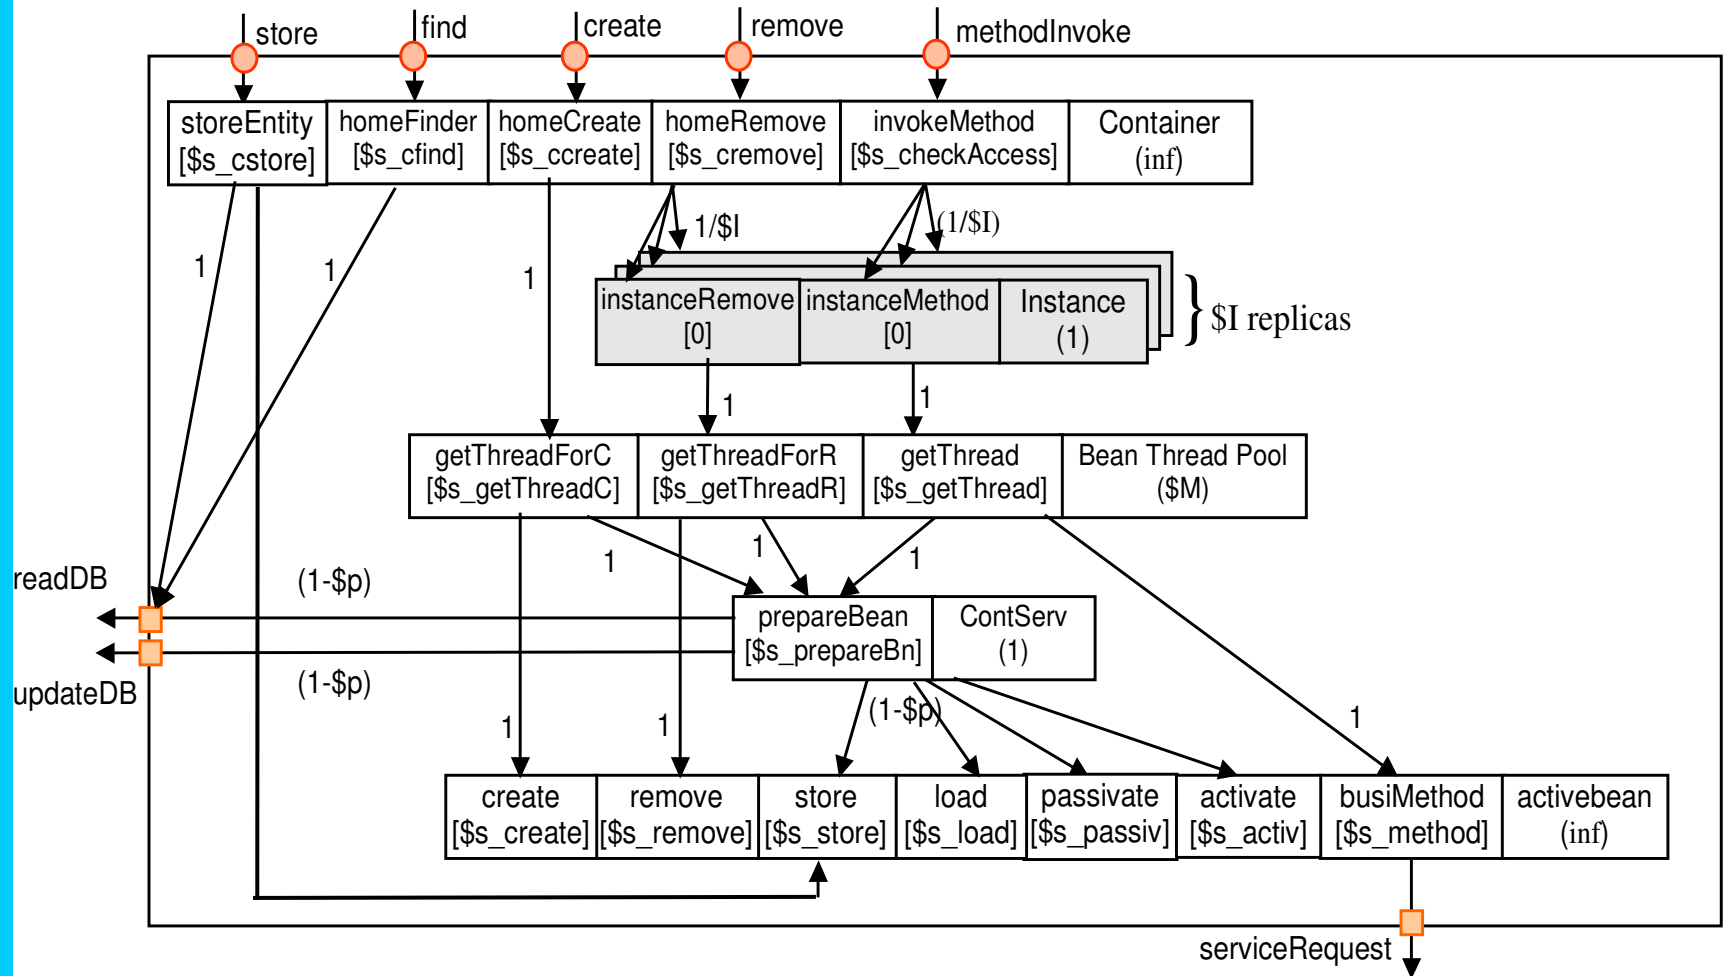 store
find
create
remove
methodInvoke
storeEntity
[$s_cstore]
homeFinder
[$s_cfind]
homeCreate
[$s_ccreate]
homeRemove
[$s_cremove]
invokeMethod
[$s_checkAccess]
Container
(inf)
1
1
1
1/$I
(1/$I)
instanceRemove
[0]
instanceMethod
[0]
Instance
(1)
} $I replicas
1
1
getThreadForC
[$s_getThreadC]
getThreadForR
[$s_getThreadR]
getThread
[$s_getThread]
Bean Thread Pool
($M)
1
1
1
readDB
(1-$p)
prepareBean
[$s_prepareBn]
ContServ
(1)
updateDB
(1-$p)
(1-$p)
1
1
1
create
[$s_create]
remove
[$s_remove]
store
[$s_store]
load
[$s_load]
passivate
[$s_passiv]
activate
[$s_activ]
busiMethod
[$s_method]
activebean
(inf)
serviceRequest